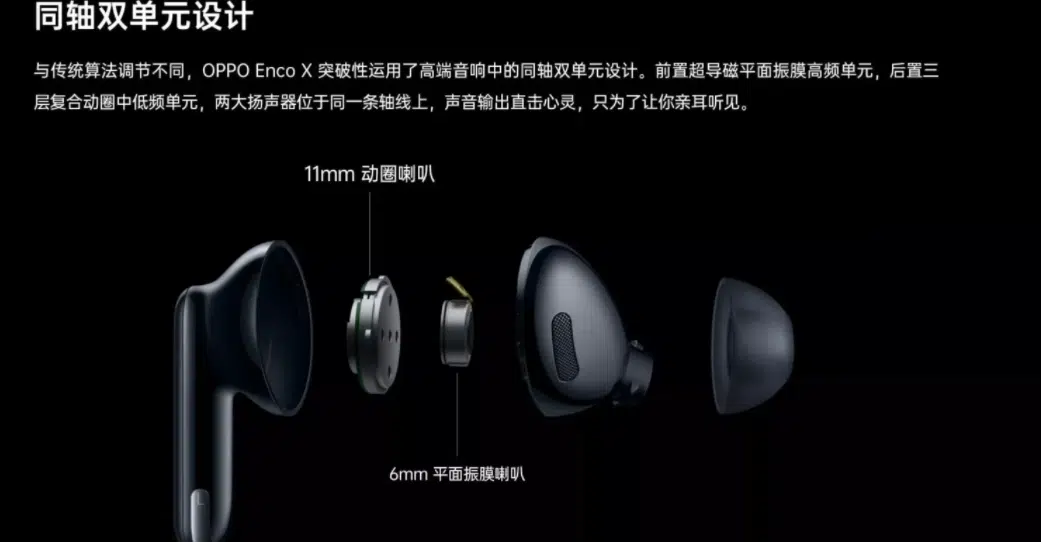 同轴双单元设计
与传统算法调节不同，OPPO Enco X 突破性运用了高端音响中的同轴双单元设计。前置超导磁平面振膜高频单元，后置三
层复合动圈中低频单元，两大扬声器位于同一条轴线上，声音输出直击心灵，只为了让你亲耳听见。
11mm 动圈喇叭
6mm 平面振膜喇叭
L